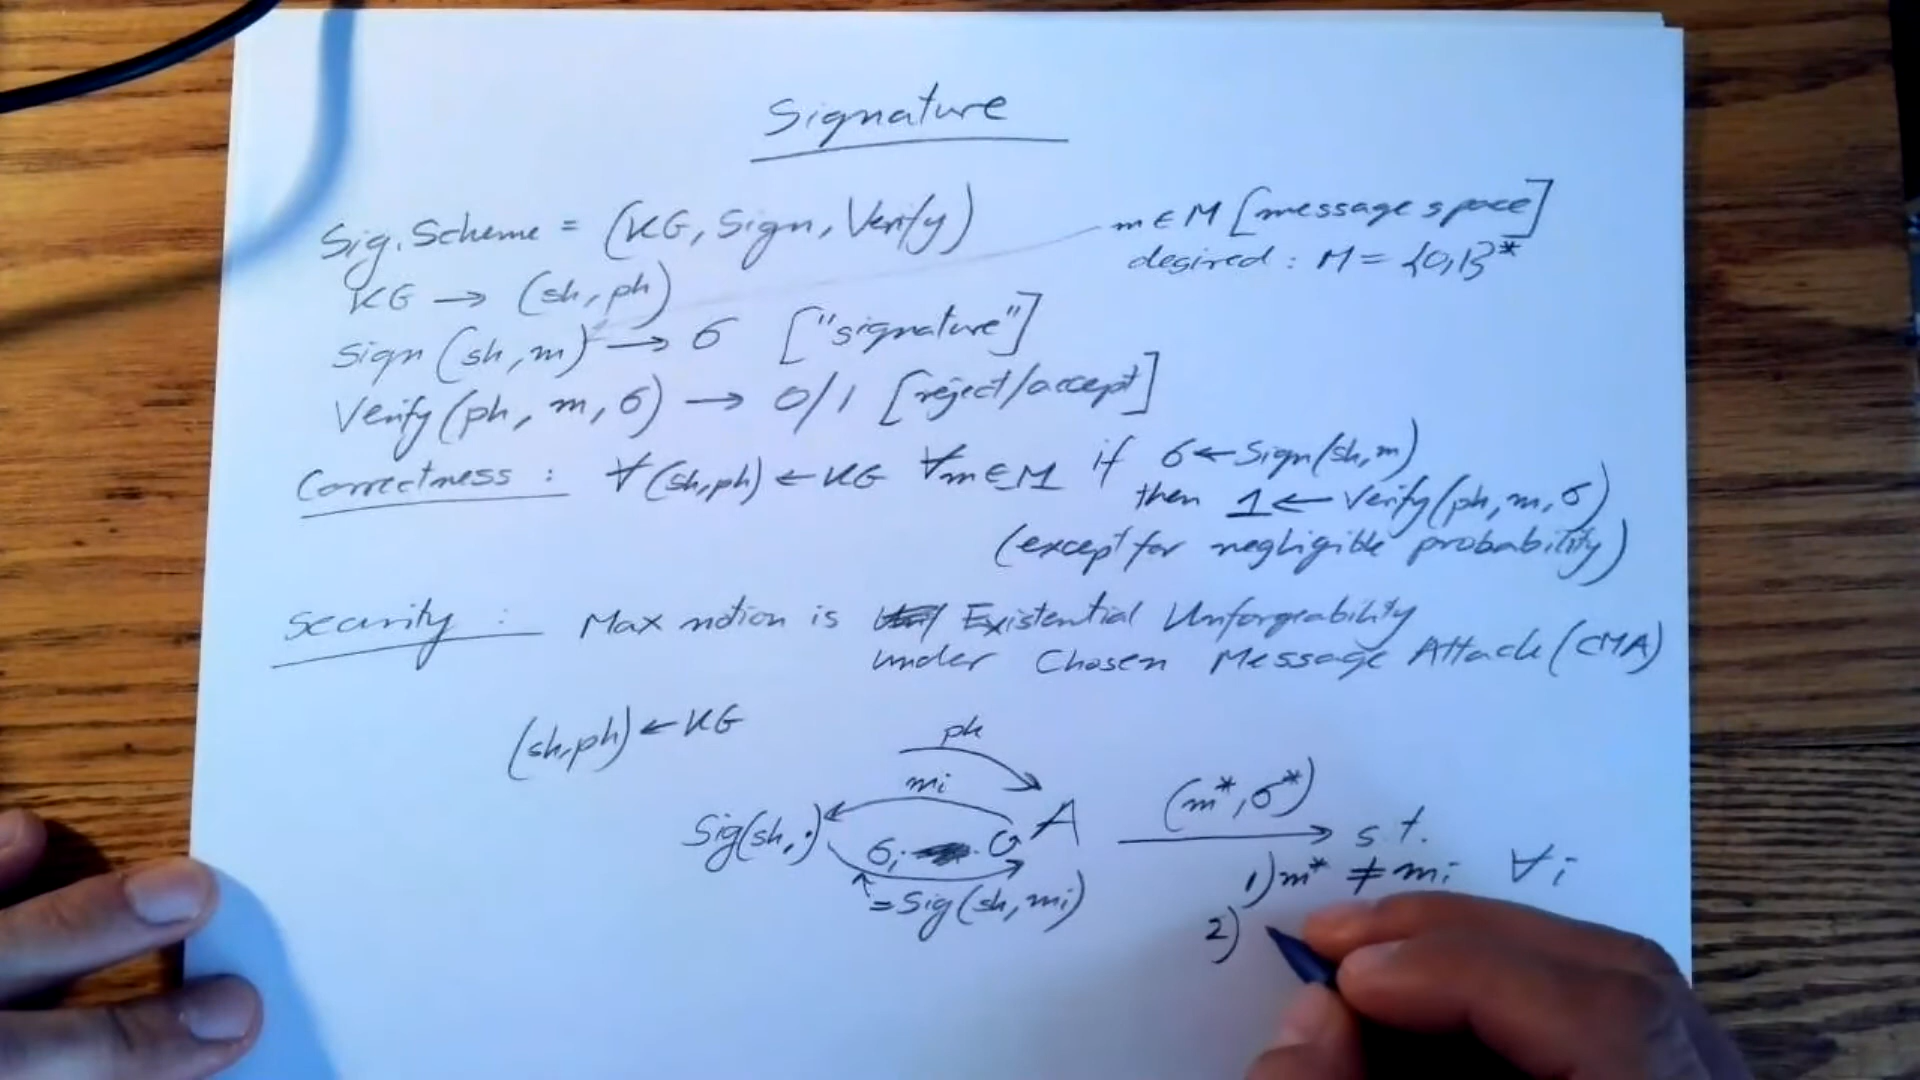 Signature
Sig. Scheme = (KG, Sign, Verify)
m ∈ M [message space]
desired : M = {0,1}*
KG → (sk, pk)
Sign (sk, m) → σ ["signature"]
Verify (pk, m, σ) → 0/1 [reject/accept]
Correctness : ∀ (sk,pk) ← KG ∀m∈M if σ ← Sign(sk,m)
then 1 ← Verify(pk, m, σ)
(except for negligible probability)
Security : Max notion is Existential Unforgeability
under Chosen Message Attack (CMA)
(sk,pk) ← KG
pk
mi
(m*, σ*)
Sig(sk, ·)
σi
A
s.t.
= Sig(sk, mi)
1) m* ≠ mi ∀i
2)